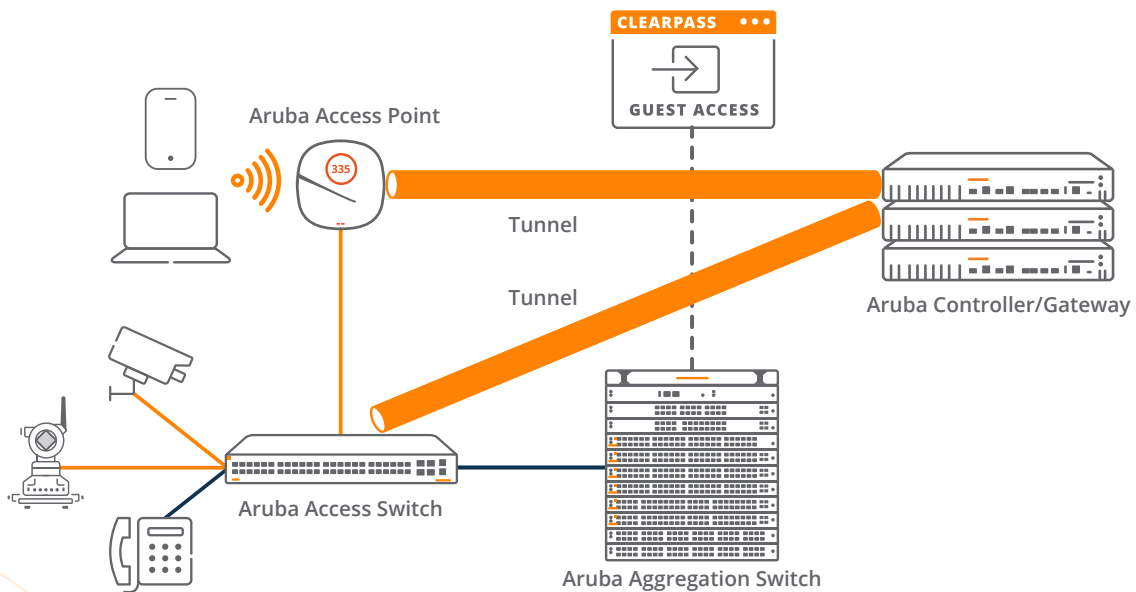 CLEARPASS
GUEST ACCESS
Aruba Access Point
335
Tunnel
Tunnel
Aruba Controller/Gateway
Aruba Access Switch
Aruba Aggregation Switch